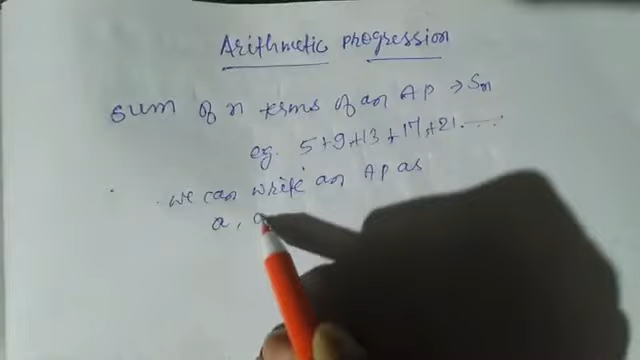 Arithmetic progression
sum of n terms of an AP → Sn
eg. 5+9+13+17+21.....
we can write an AP as
a, a